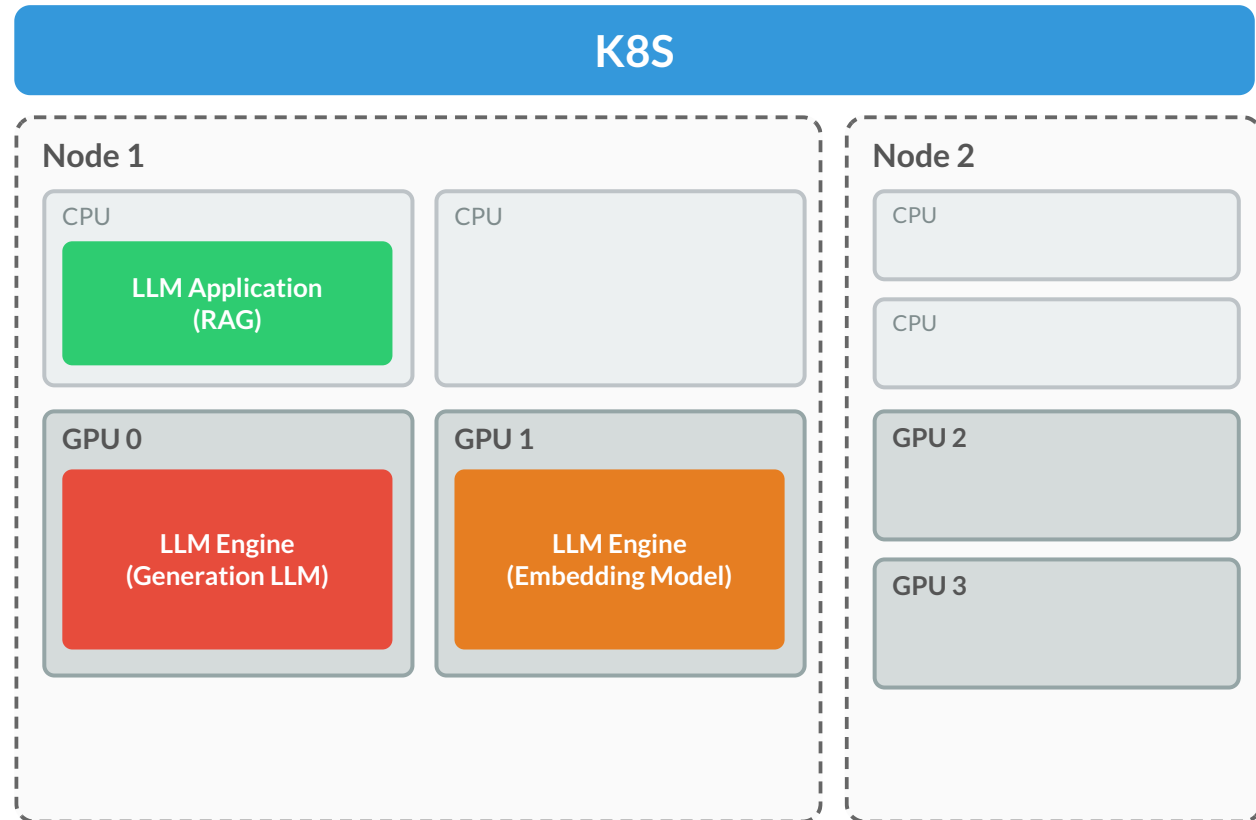 K8S
Node 1
CPU
LLM Application
(RAG)
CPU
GPU 0
LLM Engine
(Generation LLM)
GPU 1
LLM Engine
(Embedding Model)
Node 2
CPU
CPU
GPU 2
GPU 3